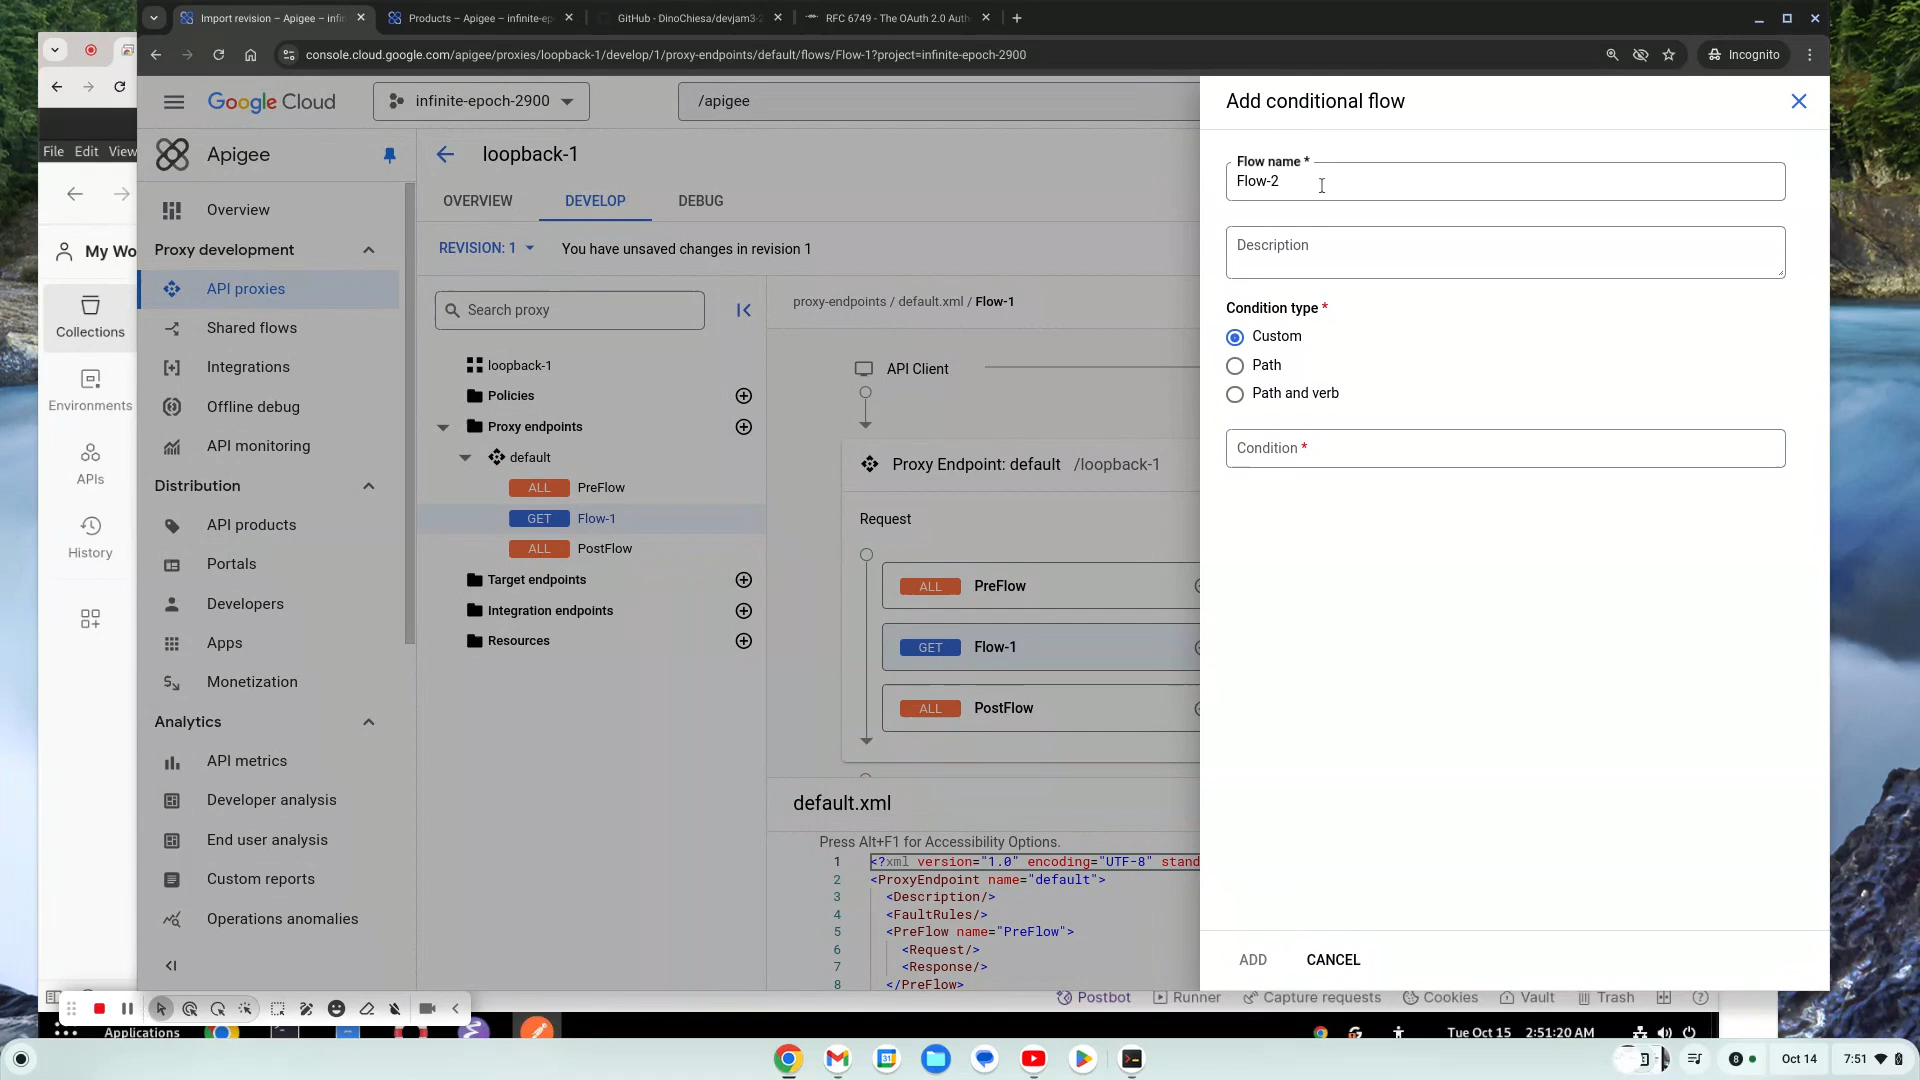 Import revision – Apigee – infin
Products – Apigee – infinite-ep
GitHub - DinoChiesa/devjam3-2
RFC 6749 - The OAuth 2.0 Auth
console.cloud.google.com/apigee/proxies/loopback-1/develop/1/proxy-endpoints/default/flows/Flow-1?project=infinite-epoch-2900
Incognito
Google Cloud
infinite-epoch-2900
/apigee
File Edit View
My Wo
Collections
Environments
APIs
History
Apigee
Overview
Proxy development
API proxies
Shared flows
Integrations
Offline debug
API monitoring
Distribution
API products
Portals
Developers
Apps
Monetization
Analytics
API metrics
Developer analysis
End user analysis
Custom reports
Operations anomalies
loopback-1
OVERVIEW DEVELOP DEBUG
REVISION: 1 You have unsaved changes in revision 1
Search proxy
loopback-1
Policies
Proxy endpoints
default
ALL PreFlow
GET Flow-1
ALL PostFlow
Target endpoints
Integration endpoints
Resources
proxy-endpoints / default.xml / Flow-1
API Client
Proxy Endpoint: default /loopback-1
Request
ALL PreFlow
GET Flow-1
ALL PostFlow
default.xml
Press Alt+F1 for Accessibility Options.
1 <?xml version="1.0" encoding="UTF-8" stand
2 <ProxyEndpoint name="default">
3 <Description/>
4 <FaultRules/>
5 <PreFlow name="PreFlow">
6 <Request/>
7 <Response/>
8 </PreFlow>
Add conditional flow
Flow name *
Flow-2
Description
Condition type *
Custom
Path
Path and verb
Condition *
ADD CANCEL
Postbot Runner Capture requests Cookies Vault Trash
Applications
Tue Oct 15 2:51:20 AM
31
8
Oct 14 7:51